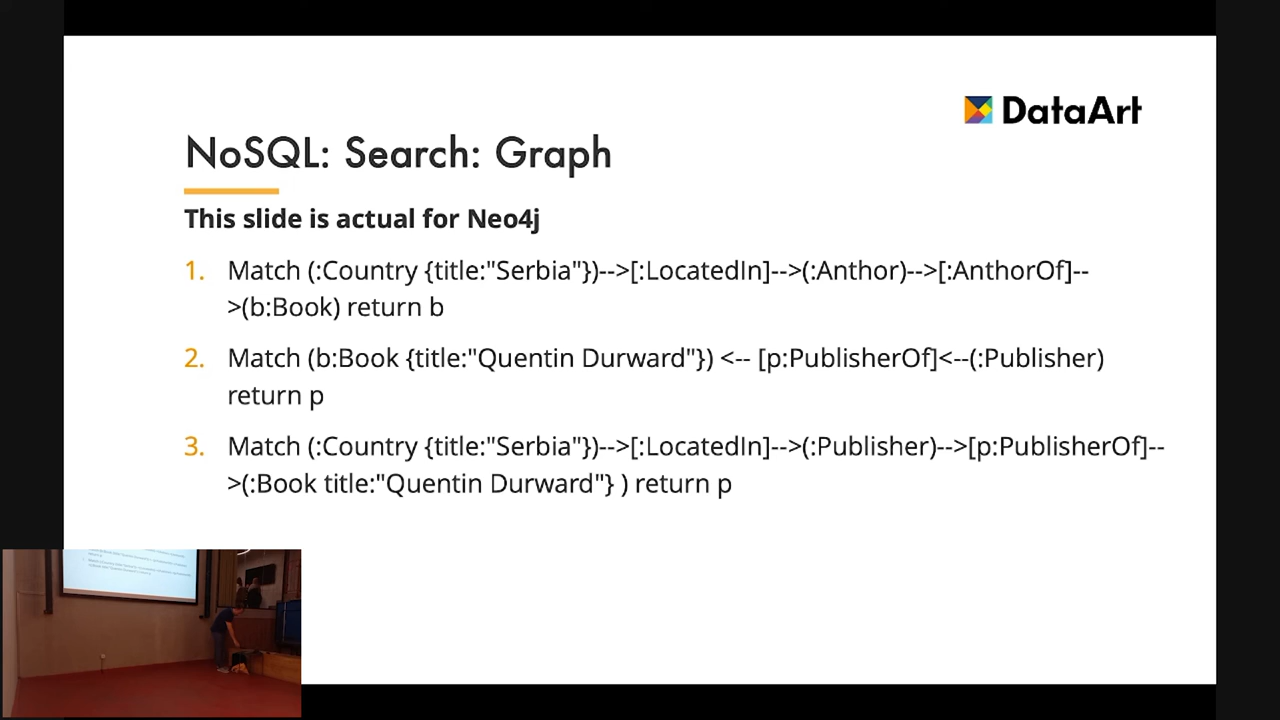 DataArt
NoSQL: Search: Graph
This slide is actual for Neo4j
1. Match (:Country {title:"Serbia"})-->[:LocatedIn]-->(:Anthor)-->[:AnthorOf]--
>(b:Book) return b
2. Match (b:Book {title:"Quentin Durward"}) <-- [p:PublisherOf]<--(:Publisher)
return p
3. Match (:Country {title:"Serbia"})-->[:LocatedIn]-->(:Publisher)-->[p:PublisherOf]--
>(:Book title:"Quentin Durward"} ) return p